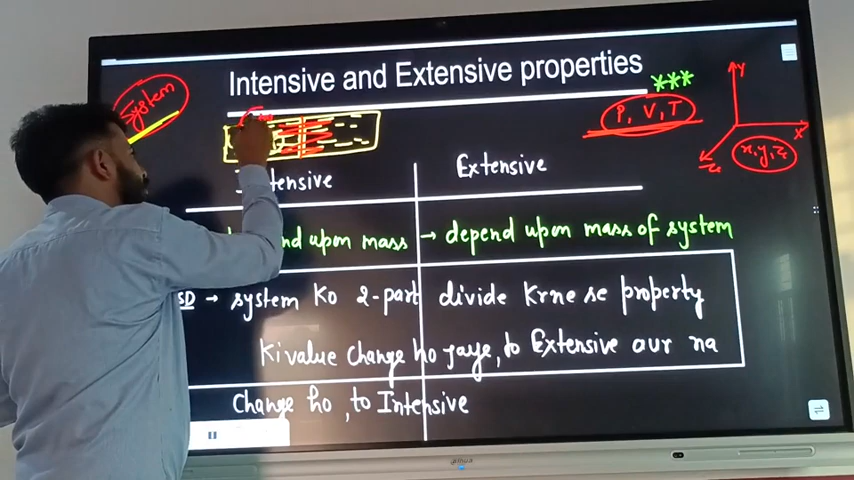 Intensive and Extensive properties
System
P, V, T
Y
X
x, y, z
Extensive
upon mass → depend upon mass of system
SD → system Ko 2-part divide Krne se property
Ki value Change ho jaye, to Extensive aur na
Change ho, to Intensive
alhua